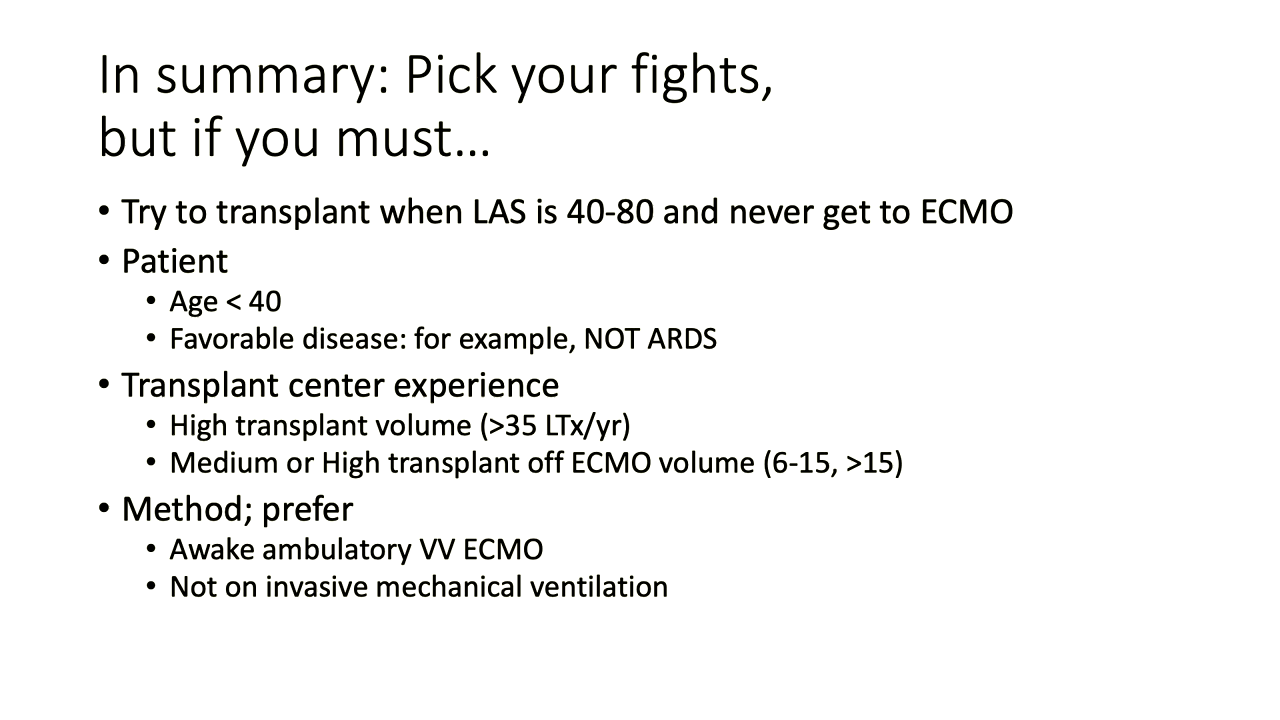 In summary: Pick your fights,
but if you must...
• Try to transplant when LAS is 40-80 and never get to ECMO
• Patient
• Age < 40
• Favorable disease: for example, NOT ARDS
• Transplant center experience
• High transplant volume (>35 LTx/yr)
• Medium or High transplant off ECMO volume (6-15, >15)
• Method; prefer
• Awake ambulatory VV ECMO
• Not on invasive mechanical ventilation